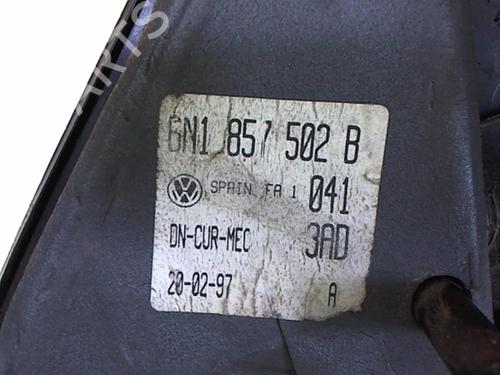 6N1 857 502 B
SPAIN FA 1 041
DN-CUR-MEC 3AD
20-02-97 A